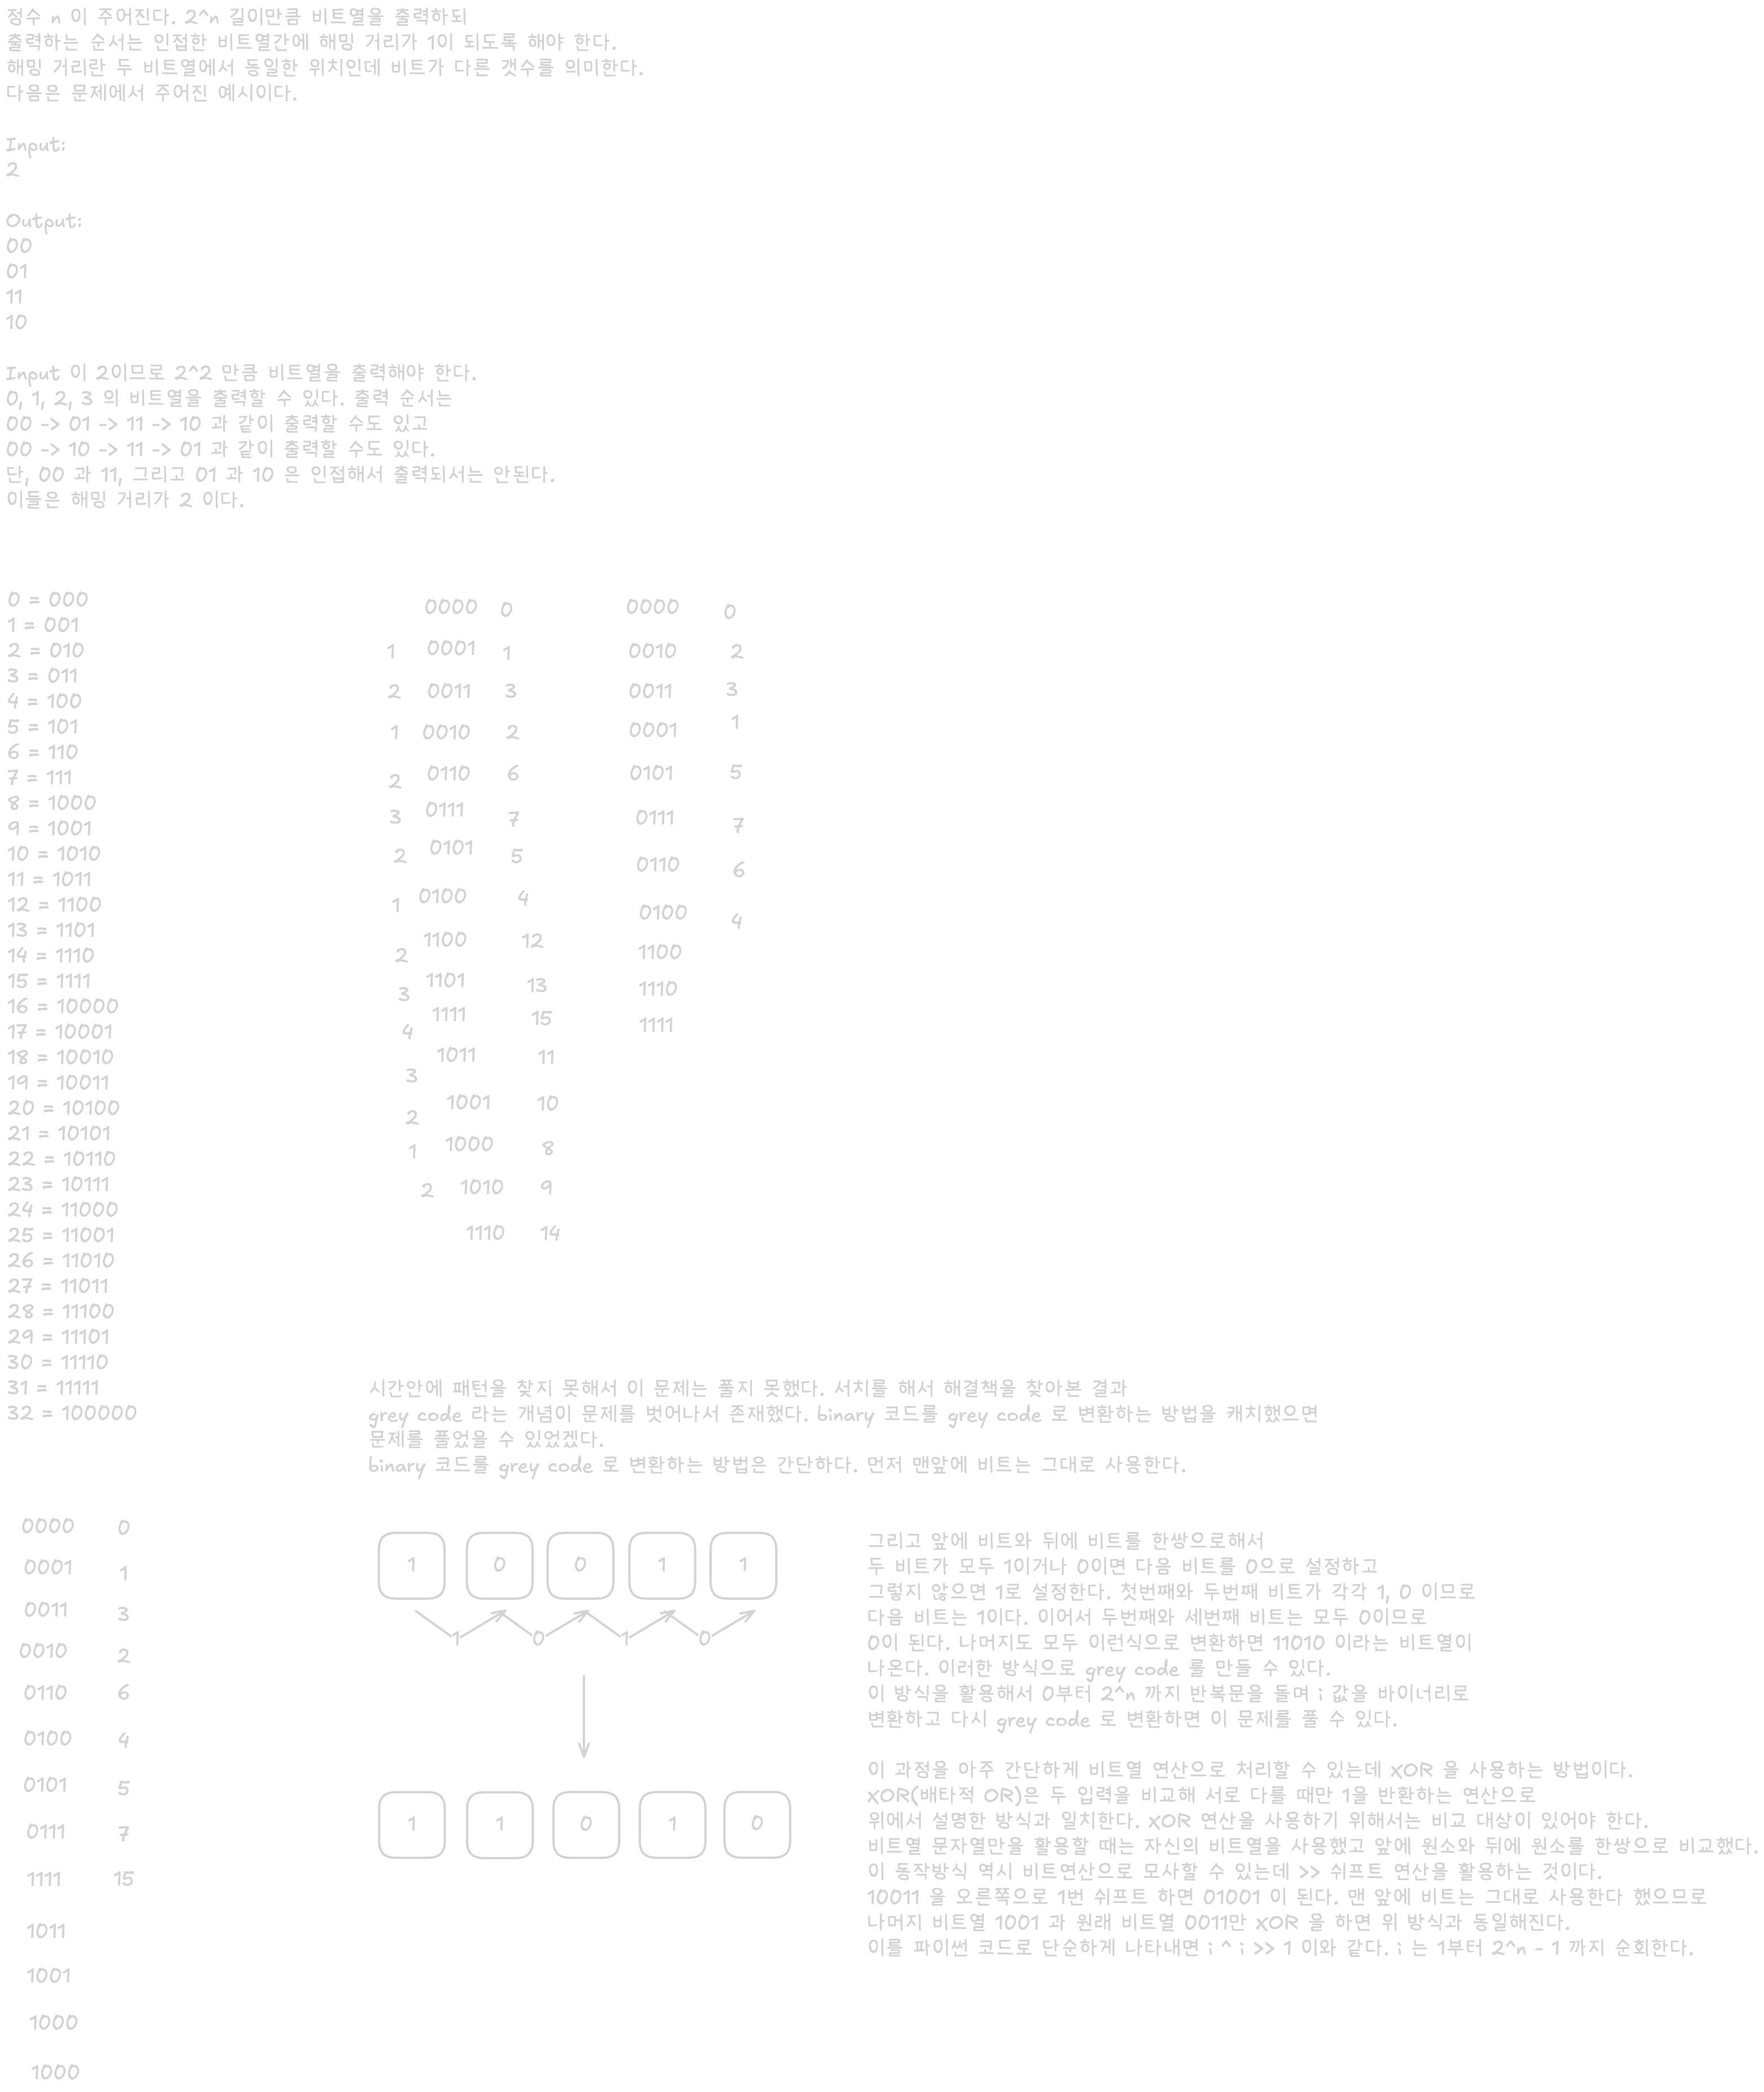 정수 n 이 주어진다. 2^n 길이만큼 비트열을 출력하되
출력하는 순서는 인접한 비트열간에 해밍 거리가 1이 되도록 해야 한다.
해밍 거리란 두 비트열에서 동일한 위치인데 비트가 다른 갯수를 의미한다.
다음은 문제에서 주어진 예시이다.
Input:
2
Output:
00
01
11
10
Input 이 2이므로 2^2 만큼 비트열을 출력해야 한다.
0, 1, 2, 3 의 비트열을 출력할 수 있다. 출력 순서는
00 -> 01 -> 11 -> 10 과 같이 출력할 수도 있고
00 -> 10 -> 11 -> 01 과 같이 출력할 수도 있다.
단, 00 과 11, 그리고 01 과 10 은 인접해서 출력되서는 안된다.
이들은 해밍 거리가 2 이다.
0 = 000
1 = 001
2 = 010
3 = 011
4 = 100
5 = 101
6 = 110
7 = 111
8 = 1000
9 = 1001
10 = 1010
11 = 1011
12 = 1100
13 = 1101
14 = 1110
15 = 1111
16 = 10000
17 = 10001
18 = 10010
19 = 10011
20 = 10100
21 = 10101
22 = 10110
23 = 10111
24 = 11000
25 = 11001
26 = 11010
27 = 11011
28 = 11100
29 = 11101
30 = 11110
31 = 11111
32 = 100000
0000 0
1 0001 1
2 0011 3
1 0010 2
2 0110 6
3 0111 7
2 0101 5
1 0100 4
2 1100 12
3 1101 13
4 1111 15
3 1011 11
2 1001 10
1 1000 8
2 1010 9
1110 14
0000 0
0010 2
0011 3
0001 1
0101 5
0111 7
0110 6
0100 4
1100
1110
1111
시간안에 패턴을 찾지 못해서 이 문제는 풀지 못했다. 서치를 해서 해결책을 찾아본 결과
grey code 라는 개념이 문제를 벗어나서 존재했다. binary 코드를 grey code 로 변환하는 방법을 캐치했으면
문제를 풀었을 수 있었겠다.
binary 코드를 grey code 로 변환하는 방법은 간단하다. 먼저 맨앞에 비트는 그대로 사용한다.
0000 0
0001 1
0011 3
0010 2
0110 6
0100 4
0101 5
0111 7
1111 15
1011
1001
1000
1000
1 0 0 1 1
1 0 1 0
1 1 0 1 0
그리고 앞에 비트와 뒤에 비트를 한쌍으로해서
두 비트가 모두 1이거나 0이면 다음 비트를 0으로 설정하고
그렇지 않으면 1로 설정한다. 첫번째와 두번째 비트가 각각 1, 0 이므로
다음 비트는 1이다. 이어서 두번째와 세번째 비트는 모두 0이므로
0이 된다. 나머지도 모두 이런식으로 변환하면 11010 이라는 비트열이
나온다. 이러한 방식으로 grey code 를 만들 수 있다.
이 방식을 활용해서 0부터 2^n 까지 반복문을 돌며 i 값을 바이너리로
변환하고 다시 grey code 로 변환하면 이 문제를 풀 수 있다.
이 과정을 아주 간단하게 비트열 연산으로 처리할 수 있는데 XOR 을 사용하는 방법이다.
XOR(배타적 OR)은 두 입력을 비교해 서로 다를 때만 1을 반환하는 연산으로
위에서 설명한 방식과 일치한다. XOR 연산을 사용하기 위해서는 비교 대상이 있어야 한다.
비트열 문자열만을 활용할 때는 자신의 비트열을 사용했고 앞에 원소와 뒤에 원소를 한쌍으로 비교했다.
이 동작방식 역시 비트연산으로 모사할 수 있는데 >> 쉬프트 연산을 활용하는 것이다.
10011 을 오른쪽으로 1번 쉬프트 하면 01001 이 된다. 맨 앞에 비트는 그대로 사용한다 했으므로
나머지 비트열 1001 과 원래 비트열 0011만 XOR 을 하면 위 방식과 동일해진다.
이를 파이썬 코드로 단순하게 나타내면 i ^ i >> 1 이와 같다. i 는 1부터 2^n - 1 까지 순회한다.